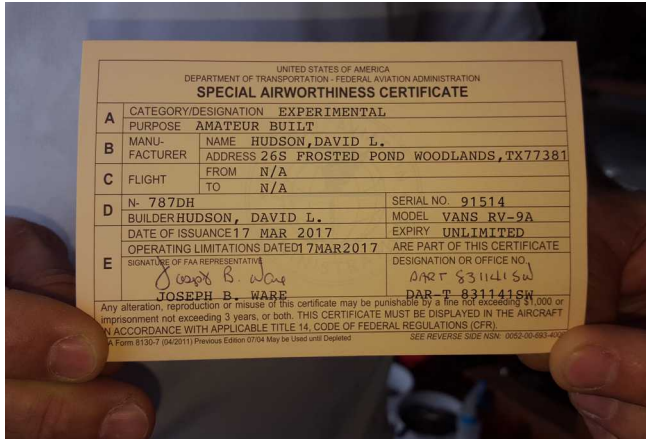 UNITED STATES OF AMERICA
DEPARTMENT OF TRANSPORTATION - FEDERAL AVIATION ADMINISTRATION
SPECIAL AIRWORTHINESS CERTIFICATE
A CATEGORY/DESIGNATION EXPERIMENTAL
PURPOSE AMATEUR BUILT
B MANU-FACTURER NAME HUDSON,DAVID L.
ADDRESS 26S FROSTED POND WOODLANDS,TX77381
C FLIGHT FROM N/A
TO N/A
D N- 787DH SERIAL NO. 91514
BUILDER HUDSON, DAVID L. MODEL VANS RV-9A
E DATE OF ISSUANCE 17 MAR 2017 EXPIRY UNLIMITED
OPERATING LIMITATIONS DATED 17MAR2017 ARE PART OF THIS CERTIFICATE
SIGNATURE OF FAA REPRESENTATIVE DESIGNATION OR OFFICE NO.
Joseph B. Ware DART 831141SW
JOSEPH B. WARE DAR-T 831141SW
Any alteration, reproduction or misuse of this certificate may be punishable by a fine not exceeding $1,000 or
imprisonment not exceeding 3 years, or both. THIS CERTIFICATE MUST BE DISPLAYED IN THE AIRCRAFT
IN ACCORDANCE WITH APPLICABLE TITLE 14, CODE OF FEDERAL REGULATIONS (CFR).
Form 8130-7 (04/2011) Previous Edition 07/04 May be Used until Depleted SEE REVERSE SIDE NSN: